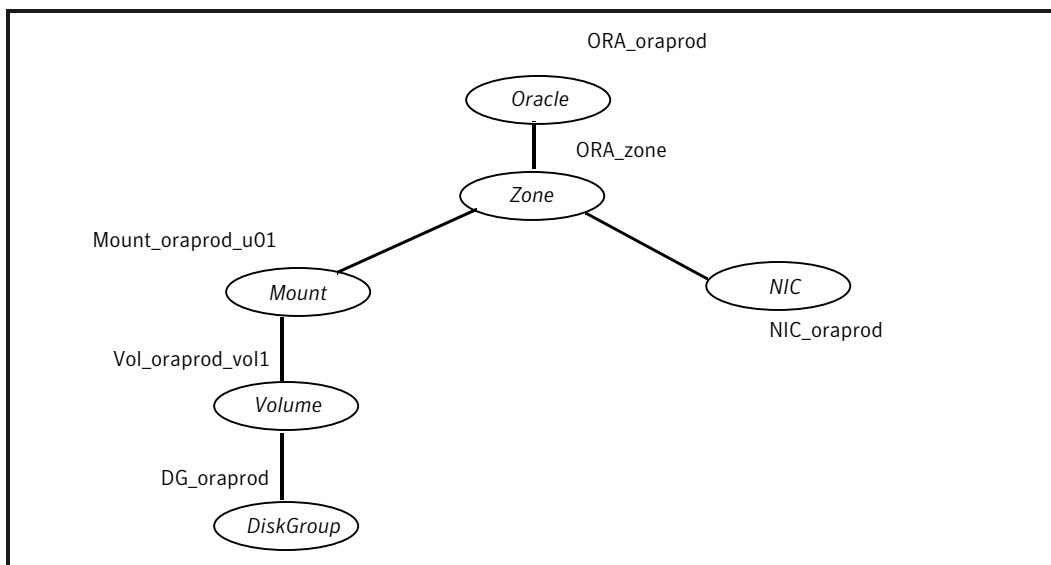 ORA_oraprod
Oracle
ORA_zone
Zone
Mount_oraprod_u01
Mount
NIC
NIC_oraprod
Vol_oraprod_vol1
Volume
DG_oraprod
DiskGroup